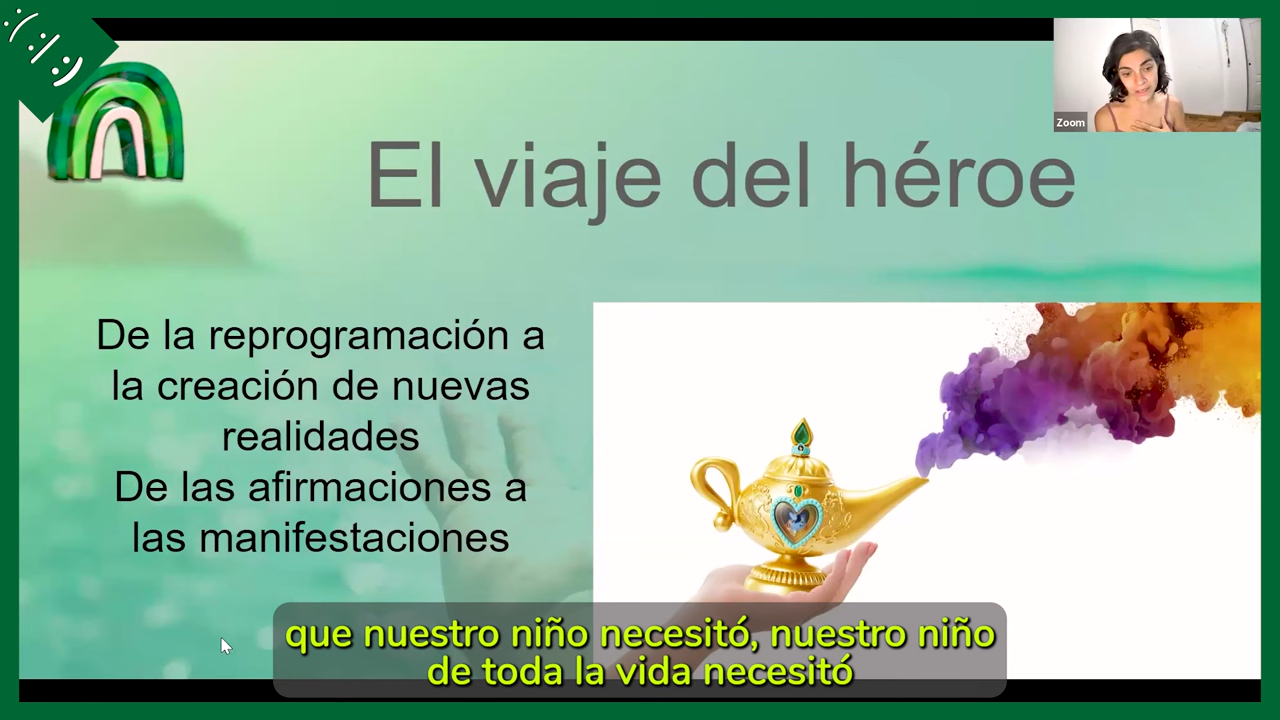 Zoom
El viaje del héroe
De la reprogramación a
la creación de nuevas
realidades
De las afirmaciones a
las manifestaciones
que nuestro niño necesitó, nuestro niño
de toda la vida necesitó